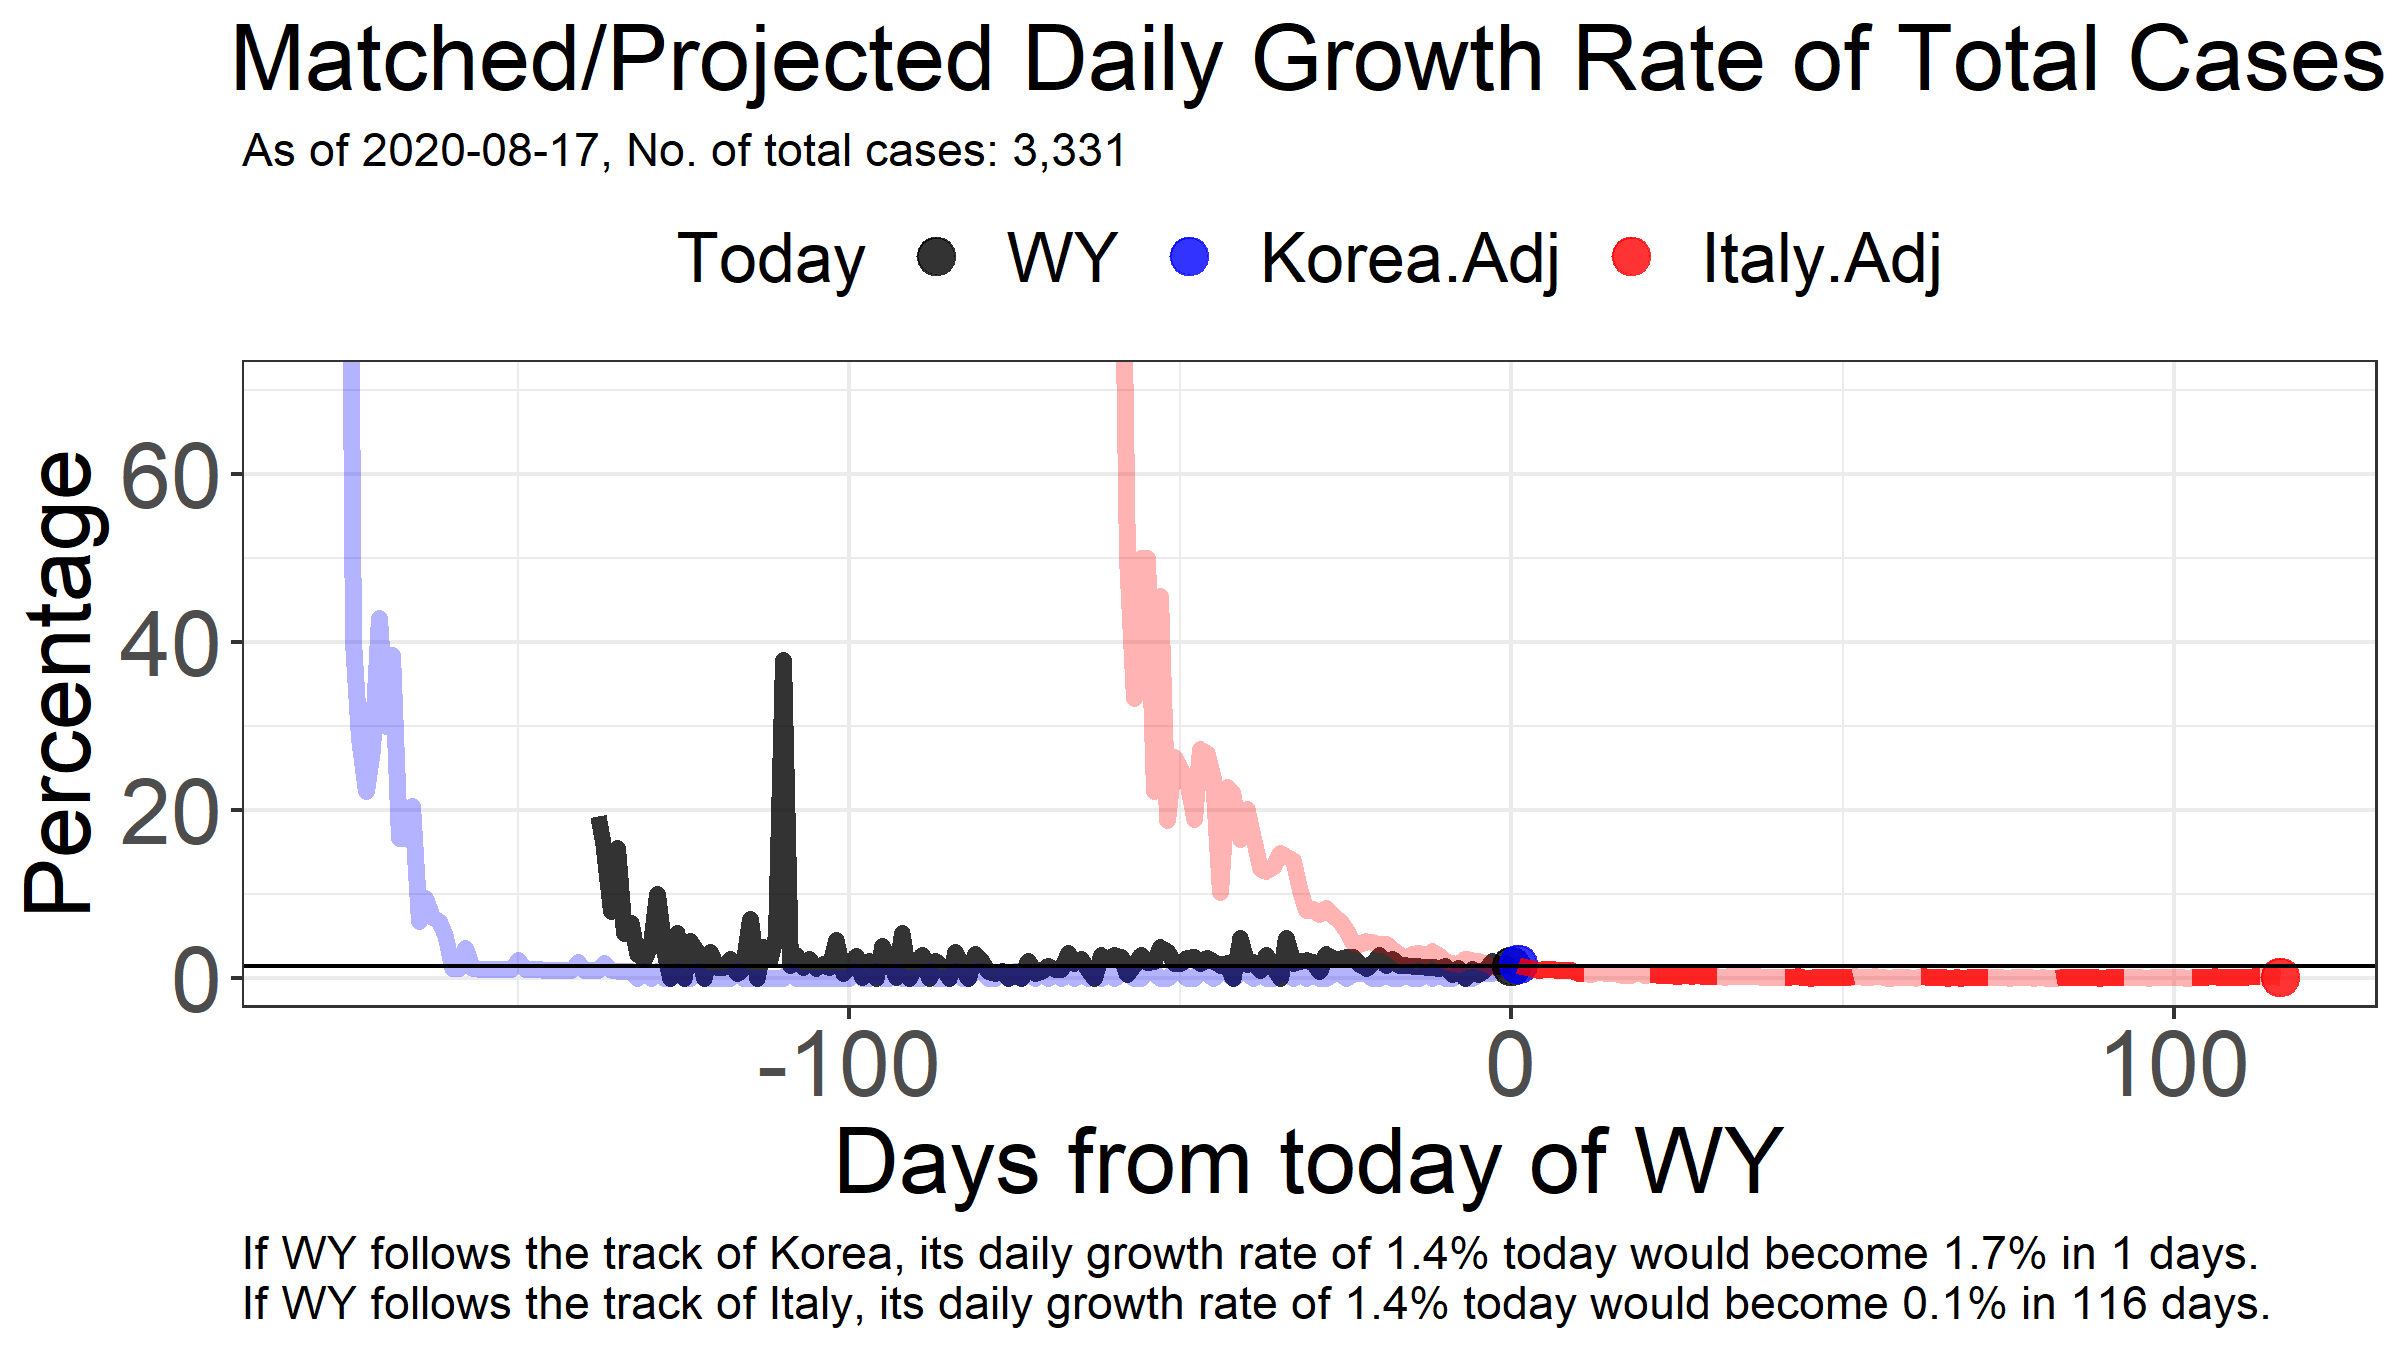 Matched/Projected Daily Growth Rate of Total Cases
As of 2020-08-17, No. of total cases: 3,331
Today WY Korea.Adj Italy.Adj
Percentage
60
40
20
0
-100 0 100
Days from today of WY
If WY follows the track of Korea, its daily growth rate of 1.4% today would become 1.7% in 1 days.
If WY follows the track of Italy, its daily growth rate of 1.4% today would become 0.1% in 116 days.